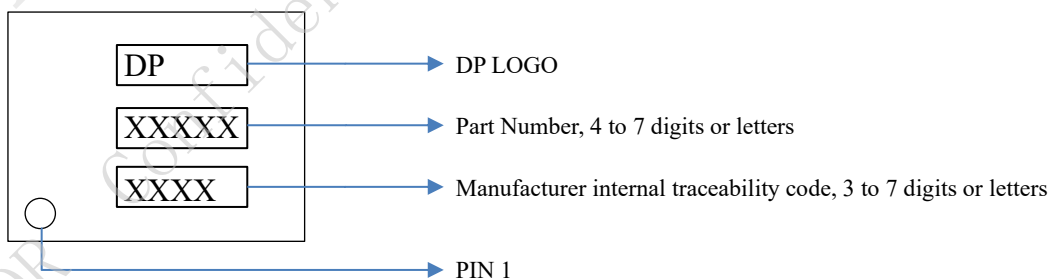 DP
DP LOGO
XXXXX
Part Number, 4 to 7 digits or letters
XXXX
Manufacturer internal traceability code, 3 to 7 digits or letters
PIN 1